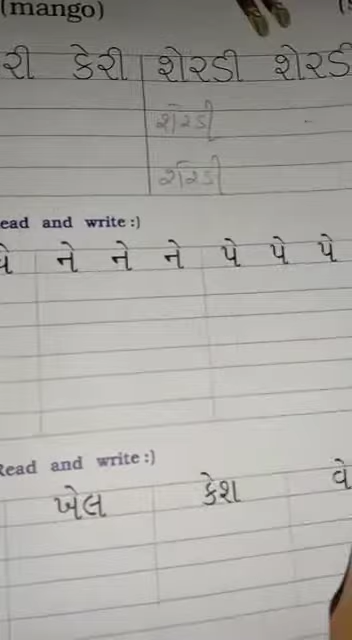 (mango)
રી કેરી શેરડી શેરડી
શેરડી
શેરડી
ead and write :)
ને ને ને પે પે પે
Read and write :)
ખેલ કેશ વે